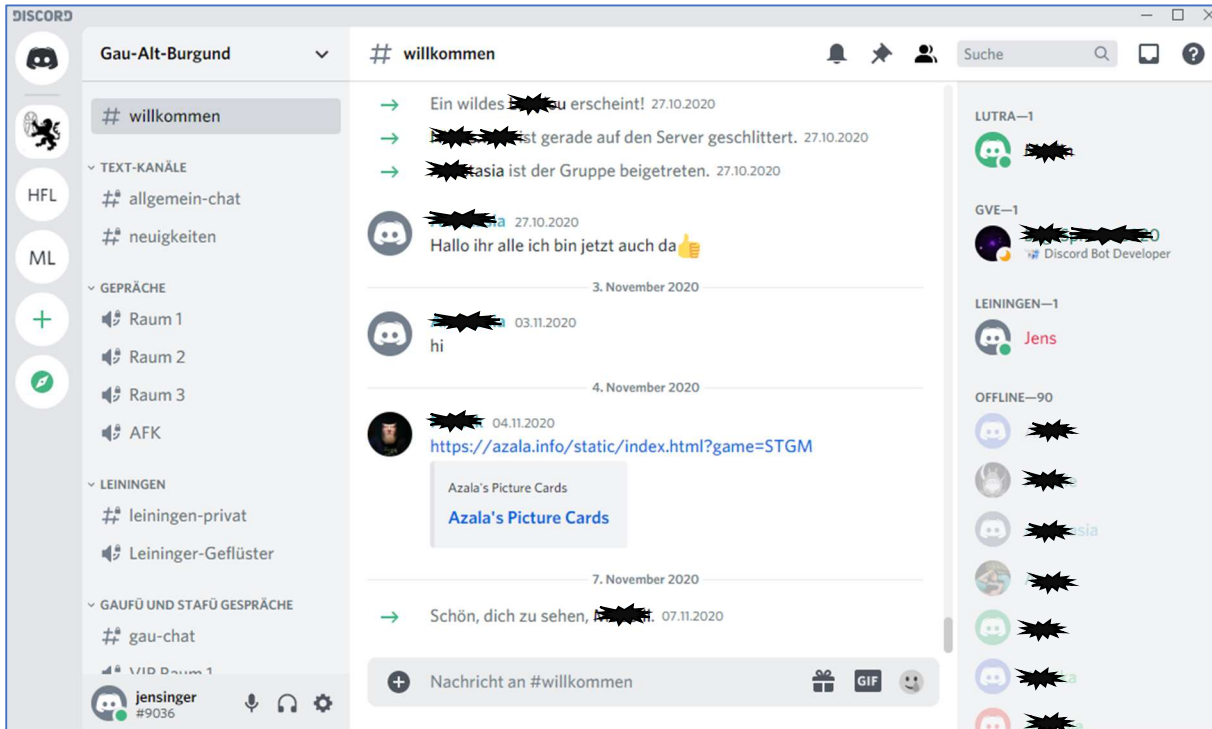 DISCORD
HFL
ML
Gau-Alt-Burgund
willkommen
TEXT-KANÄLE
allgemein-chat
neuigkeiten
GEPRÄCHE
Raum 1
Raum 2
Raum 3
AFK
LEININGEN
leiningen-privat
Leininger-Geflüster
GAUFÜ UND STAFÜ GESPRÄCHE
gau-chat
VIP Raum 1
jensinger
#9036
# willkommen
Suche
Ein wildes erscheint! 27.10.2020
ist gerade auf den Server geschlittert. 27.10.2020
ist der Gruppe beigetreten. 27.10.2020
27.10.2020
Hallo ihr alle ich bin jetzt auch da👍
3. November 2020
03.11.2020
hi
4. November 2020
04.11.2020
https://azala.info/static/index.html?game=STGM
Azala's Picture Cards
Azala's Picture Cards
7. November 2020
Schön, dich zu sehen, 07.11.2020
Nachricht an #willkommen
GIF
LUTRA—1
GVE—1
Discord Bot Developer
LEININGEN—1
Jens
OFFLINE—90